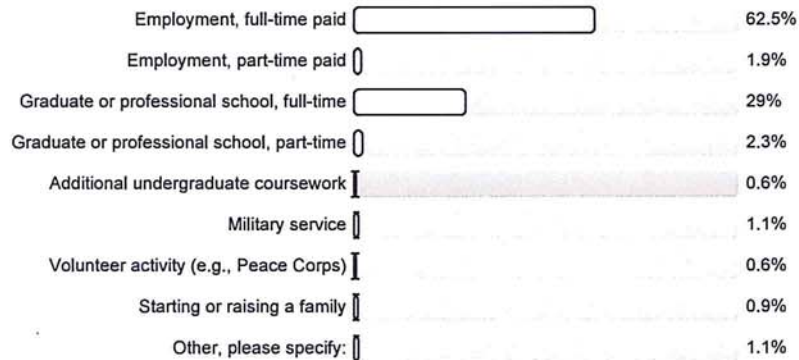 Employment, full-time paid 62.5%
Employment, part-time paid 1.9%
Graduate or professional school, full-time 29%
Graduate or professional school, part-time 2.3%
Additional undergraduate coursework 0.6%
Military service 1.1%
Volunteer activity (e.g., Peace Corps) 0.6%
Starting or raising a family 0.9%
Other, please specify: 1.1%